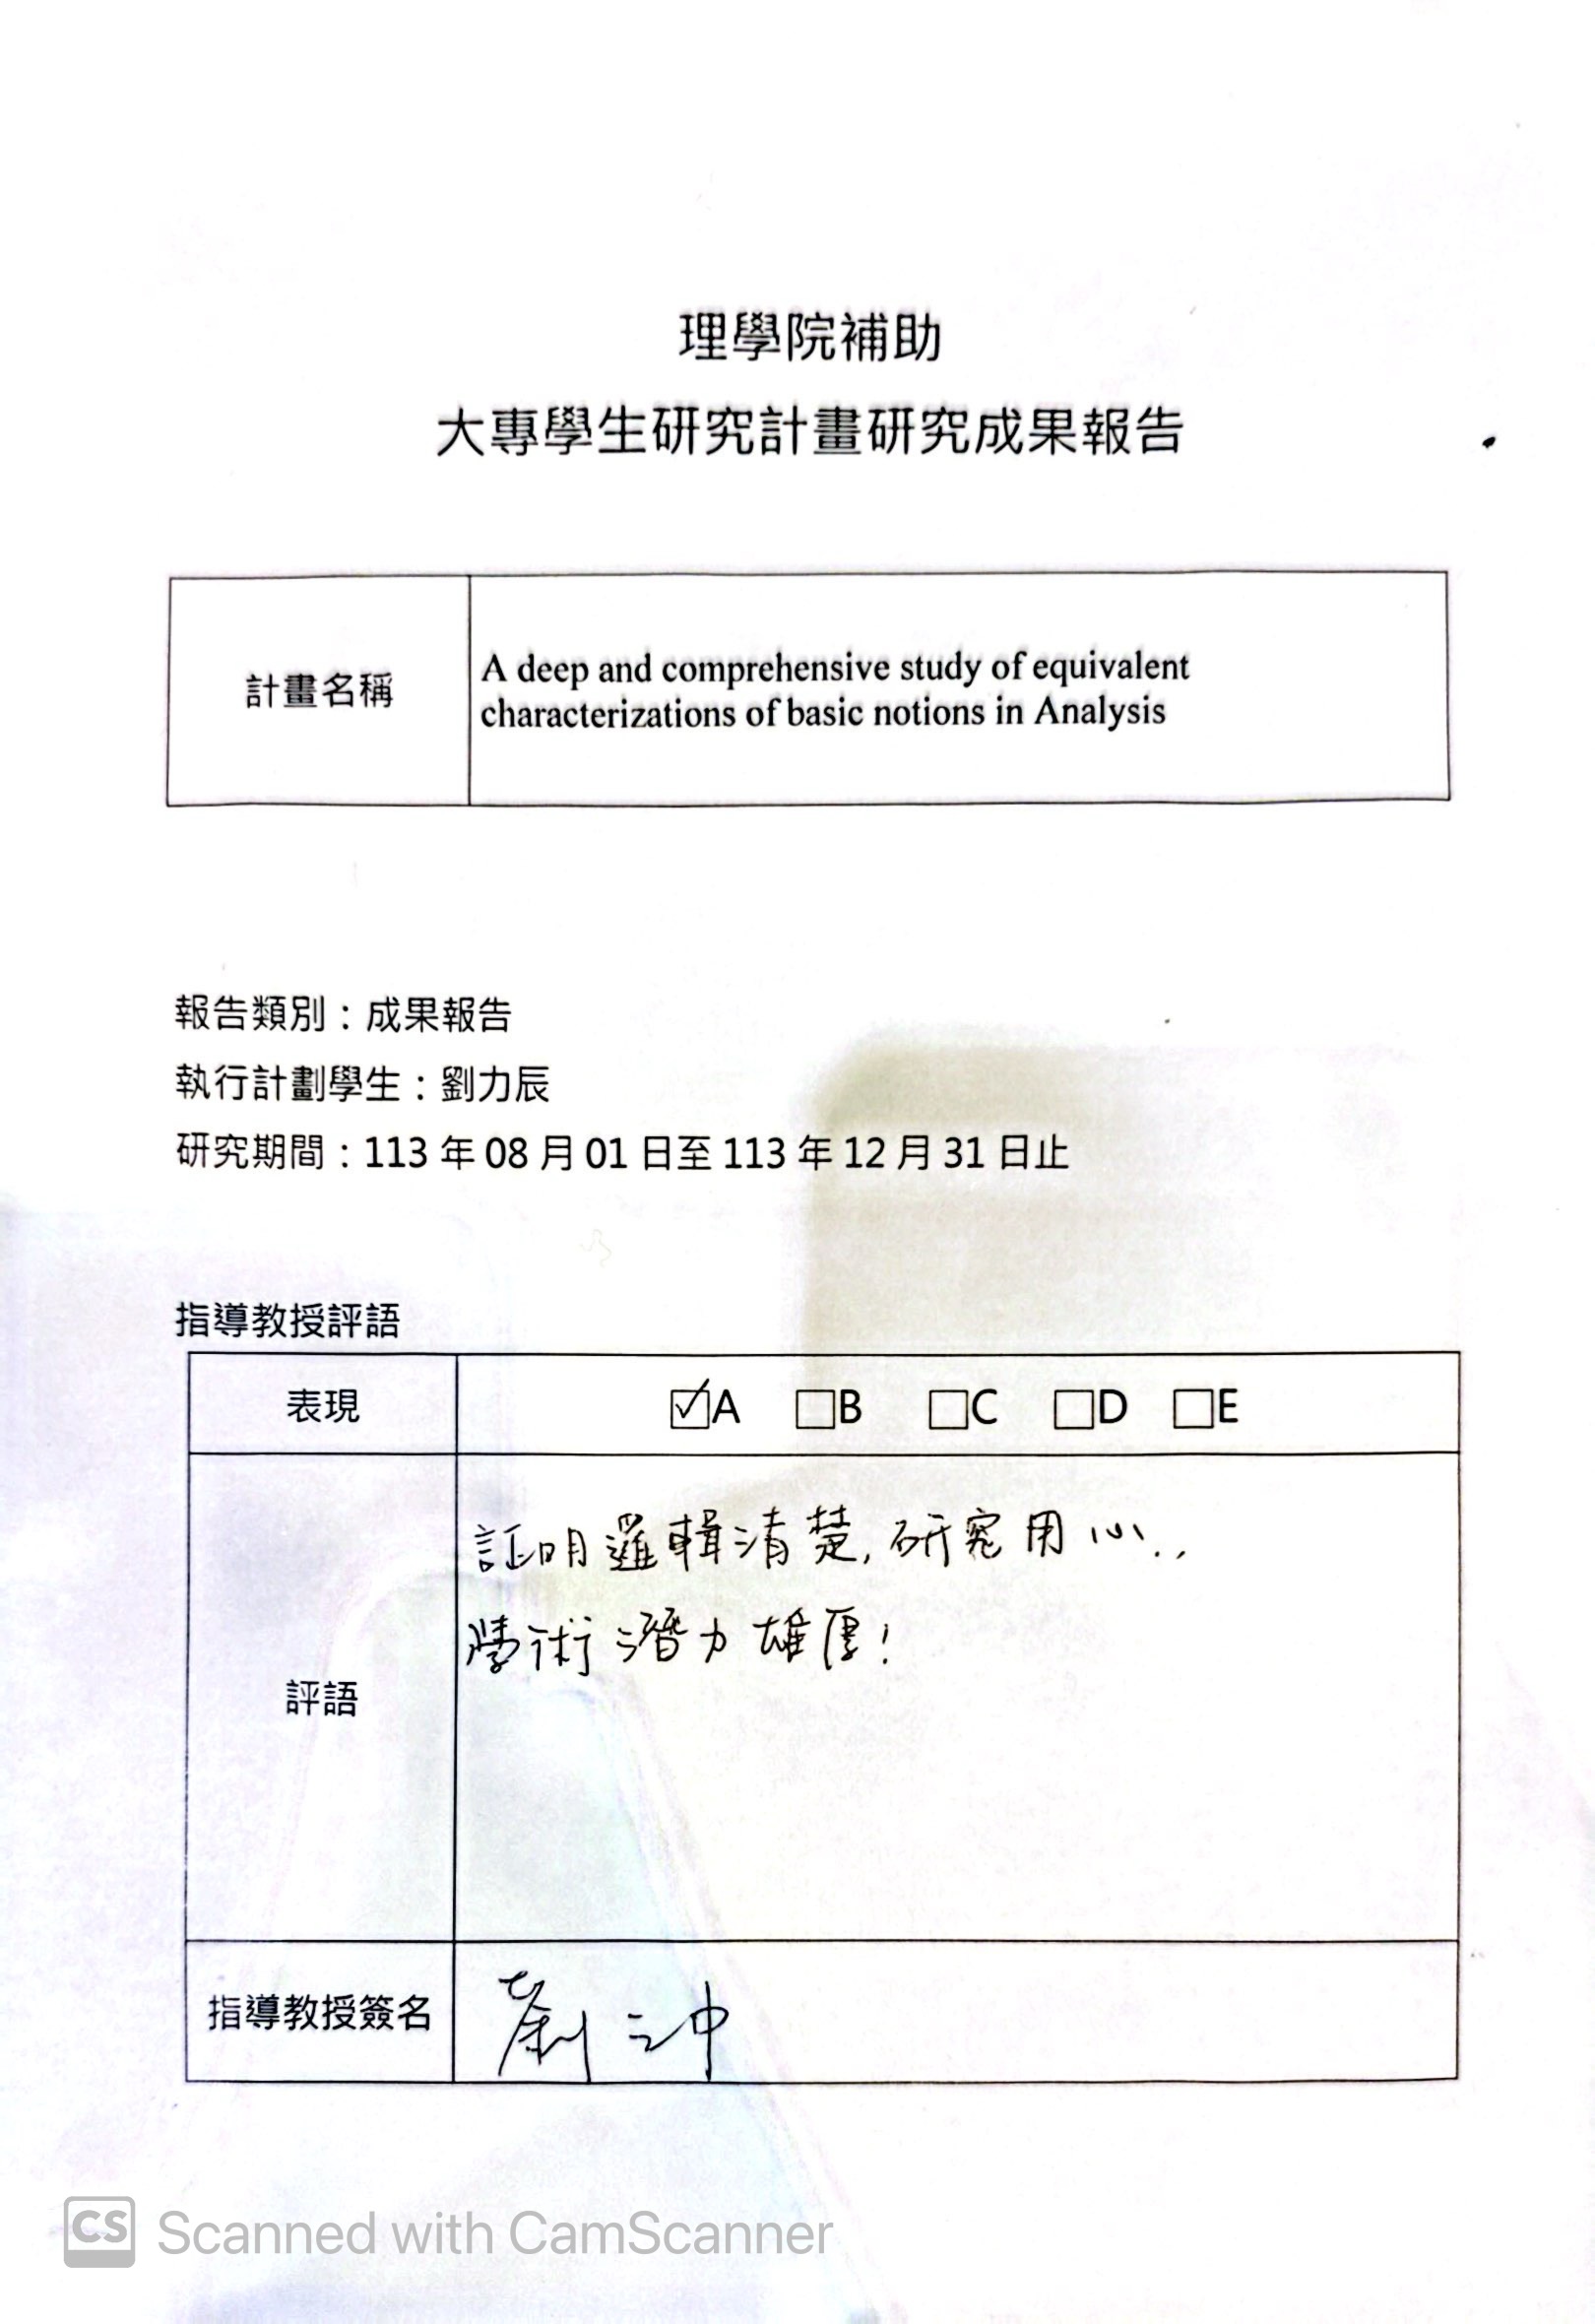 理學院補助
大專學生研究計畫研究成果報告
計畫名稱
A deep and comprehensive study of equivalent
characterizations of basic notions in Analysis
報告類別：成果報告
執行計劃學生：劉力辰
研究期間：113 年 08 月 01 日至 113 年 12 月 31 日止
指導教授評語
表現
☑A ☐B ☐C ☐D ☐E
評語
証明邏輯清楚, 研究用心..
學術潛力雄厚!
指導教授簽名
劉
CS Scanned with CamScanner